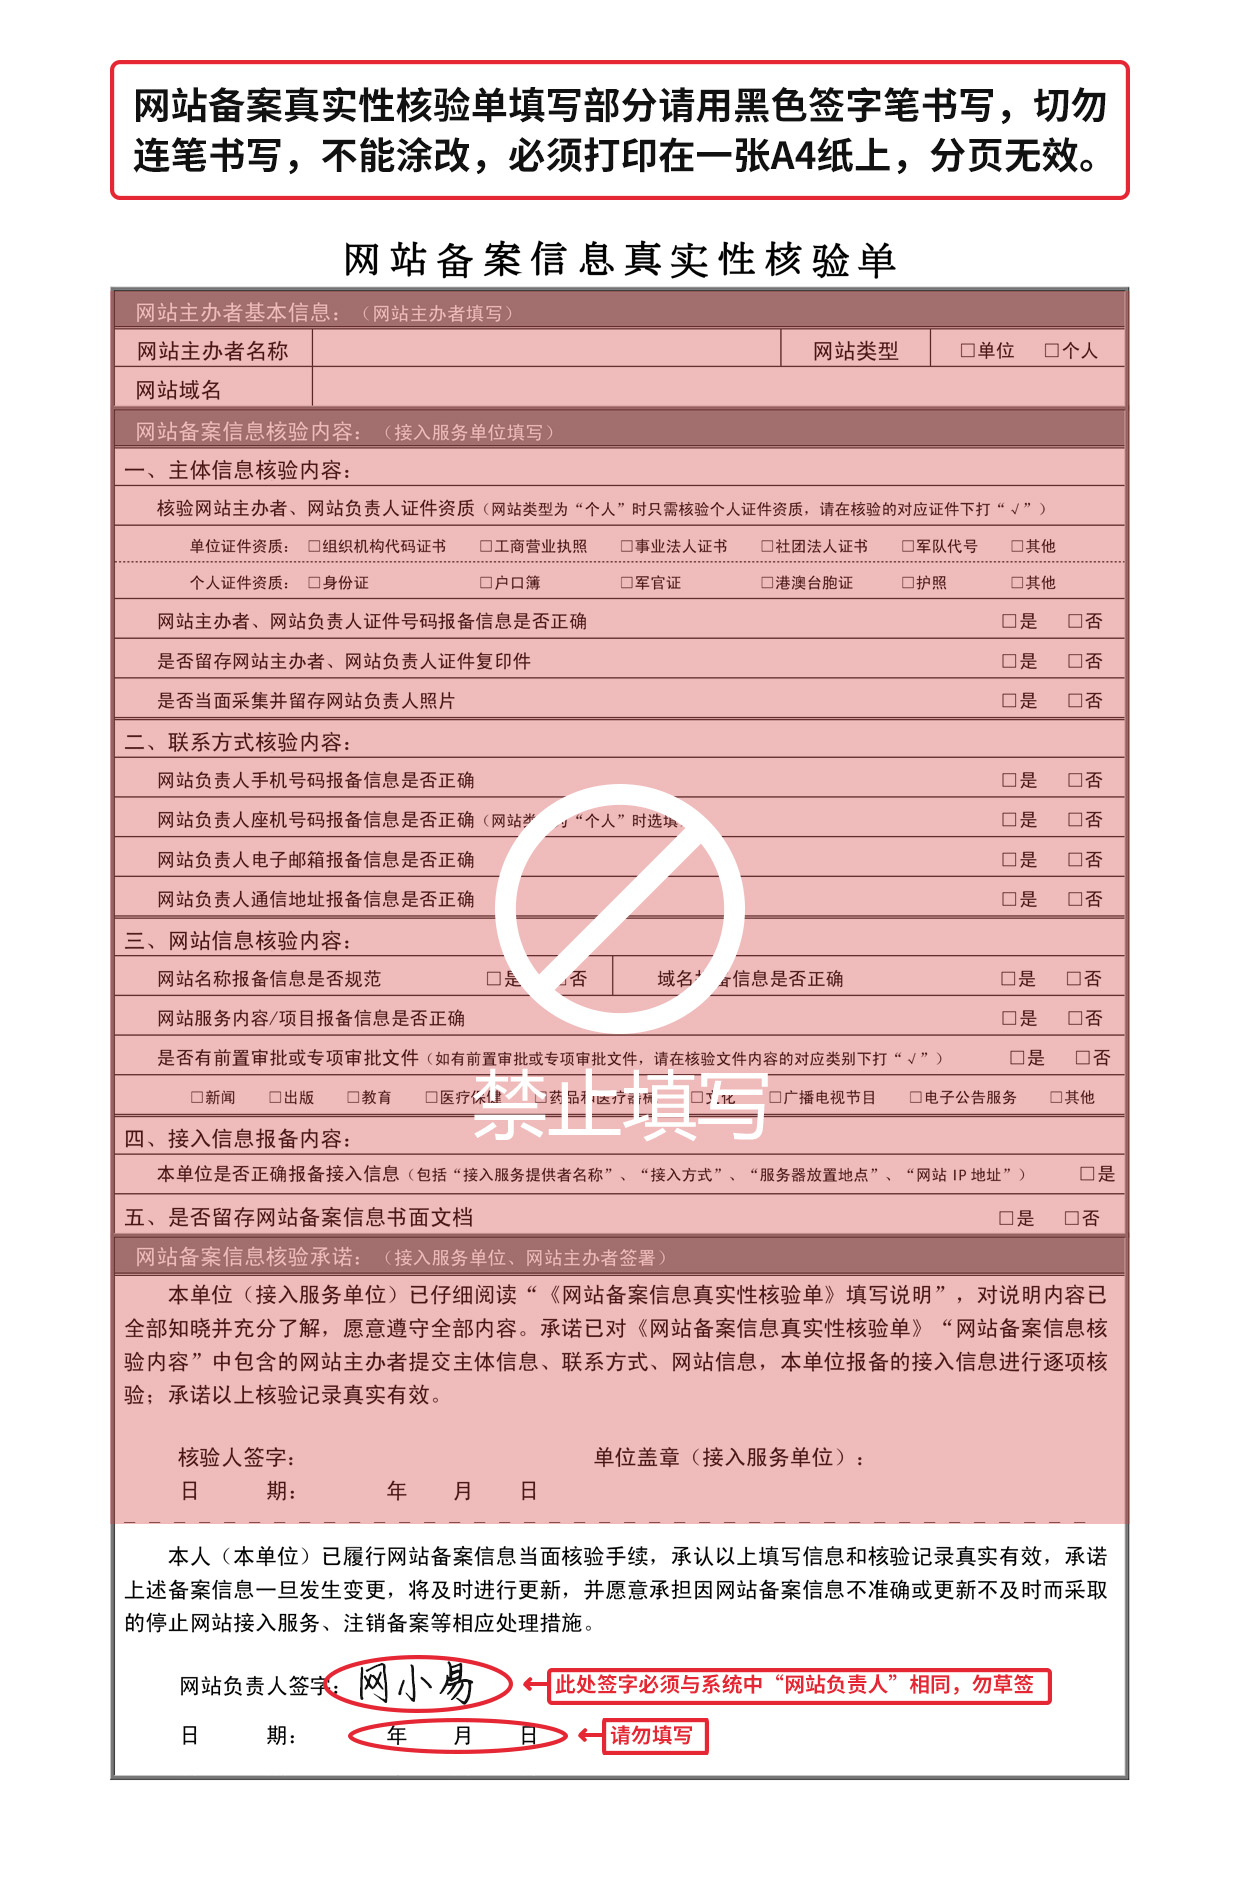 网站备案真实性核验单填写部分请用黑色签字笔书写，切勿
连笔书写，不能涂改，必须打印在一张A4纸上，分页无效。
网站备案信息真实性核验单
网站主办者基本信息：（网站主办者填写）
网站主办者名称 网站类型 □单位 □个人
网站域名
网站备案信息核验内容：（接入服务单位填写）
一、主体信息核验内容：
核验网站主办者、网站负责人证件资质（网站类型为“个人”时只需核验个人证件资质，请在核验的对应证件下打“√”）
单位证件资质： □组织机构代码证书 □工商营业执照 □事业法人证书 □社团法人证书 □军队代号 □其他
个人证件资质： □身份证 □户口簿 □军官证 □港澳台胞证 □护照 □其他
网站主办者、网站负责人证件号码报备信息是否正确 □是 □否
是否留存网站主办者、网站负责人证件复印件 □是 □否
是否当面采集并留存网站负责人照片 □是 □否
二、联系方式核验内容：
网站负责人手机号码报备信息是否正确 □是 □否
网站负责人座机号码报备信息是否正确（网站类型为“个人”时选填） □是 □否
网站负责人电子邮箱报备信息是否正确 □是 □否
网站负责人通信地址报备信息是否正确 □是 □否
三、网站信息核验内容：
网站名称报备信息是否规范 □是 □否 域名报备信息是否正确 □是 □否
网站服务内容/项目报备信息是否正确 □是 □否
是否有前置审批或专项审批文件（如有前置审批或专项审批文件，请在核验文件内容的对应类别下打“√”） □是 □否
□新闻 □出版 □教育 □医疗保健 □药品和医疗器械 □文化 □广播电视节目 □电子公告服务 □其他
禁止填写
四、接入信息报备内容：
本单位是否正确报备接入信息（包括“接入服务提供者名称”、“接入方式”、“服务器放置地点”、“网站 IP 地址”） □是
五、是否留存网站备案信息书面文档 □是 □否
网站备案信息核验承诺：（接入服务单位、网站主办者签署）
本单位（接入服务单位）已仔细阅读“《网站备案信息真实性核验单》填写说明”，对说明内容已
全部知晓并充分了解，愿意遵守全部内容。承诺已对《网站备案信息真实性核验单》“网站备案信息核
验内容”中包含的网站主办者提交主体信息、联系方式、网站信息，本单位报备的接入信息进行逐项核
验；承诺以上核验记录真实有效。
核验人签字： 单位盖章（接入服务单位）：
日 期： 年 月 日
本人（本单位）已履行网站备案信息当面核验手续，承认以上填写信息和核验记录真实有效，承诺
上述备案信息一旦发生变更，将及时进行更新，并愿意承担因网站备案信息不准确或更新不及时而采取
的停止网站接入服务、注销备案等相应处理措施。
网站负责人签字： 网小易 此处签字必须与系统中“网站负责人”相同，勿草签
日 期： 年 月 日 请勿填写